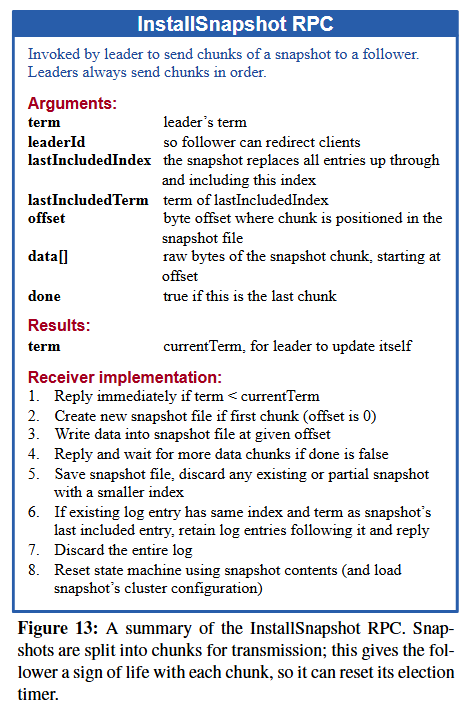 InstallSnapshot RPC
Invoked by leader to send chunks of a snapshot to a follower.
Leaders always send chunks in order.
Arguments:
term leader's term
leaderId so follower can redirect clients
lastIncludedIndex the snapshot replaces all entries up through
and including this index
lastIncludedTerm term of lastIncludedIndex
offset byte offset where chunk is positioned in the
snapshot file
data[] raw bytes of the snapshot chunk, starting at
offset
done true if this is the last chunk
Results:
term currentTerm, for leader to update itself
Receiver implementation:
1. Reply immediately if term < currentTerm
2. Create new snapshot file if first chunk (offset is 0)
3. Write data into snapshot file at given offset
4. Reply and wait for more data chunks if done is false
5. Save snapshot file, discard any existing or partial snapshot
with a smaller index
6. If existing log entry has same index and term as snapshot's
last included entry, retain log entries following it and reply
7. Discard the entire log
8. Reset state machine using snapshot contents (and load
snapshot's cluster configuration)
Figure 13: A summary of the InstallSnapshot RPC. Snap-
shots are split into chunks for transmission; this gives the fol-
lower a sign of life with each chunk, so it can reset its election
timer.